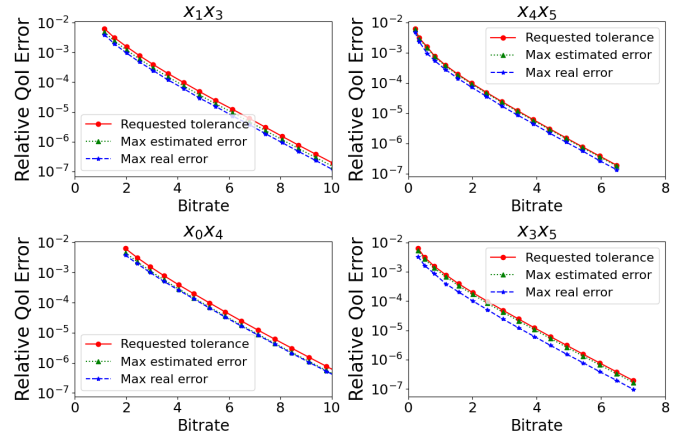 x₁x₃
10⁻²
10⁻³
10⁻⁴
10⁻⁵
10⁻⁶
10⁻⁷
Relative QoI Error
Requested tolerance
Max estimated error
Max real error
0 2 4 6 8 10
Bitrate
x₄x₅
10⁻²
10⁻³
10⁻⁴
10⁻⁵
10⁻⁶
10⁻⁷
Relative QoI Error
Requested tolerance
Max estimated error
Max real error
0 2 4 6 8
Bitrate
x₀x₄
10⁻²
10⁻³
10⁻⁴
10⁻⁵
10⁻⁶
10⁻⁷
Relative QoI Error
Requested tolerance
Max estimated error
Max real error
0 2 4 6 8 10
Bitrate
x₃x₅
10⁻²
10⁻³
10⁻⁴
10⁻⁵
10⁻⁶
10⁻⁷
Relative QoI Error
Requested tolerance
Max estimated error
Max real error
0 2 4 6 8
Bitrate